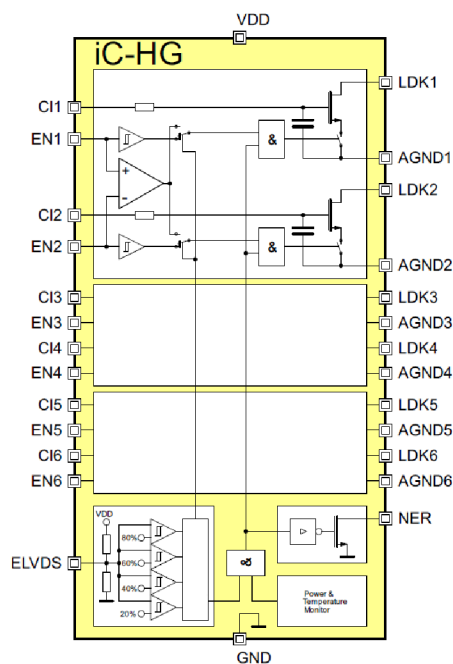 VDD
iC-HG
CI1
LDK1
EN1
&
+
-
AGND1
LDK2
CI2
EN2
&
AGND2
CI3
LDK3
EN3
AGND3
CI4
LDK4
EN4
AGND4
CI5
LDK5
EN5
AGND5
CI6
LDK6
EN6
AGND6
VDD
NER
80%
ELVDS
60%
&
40%
20%
Power &
Temperature
Monitor
GND